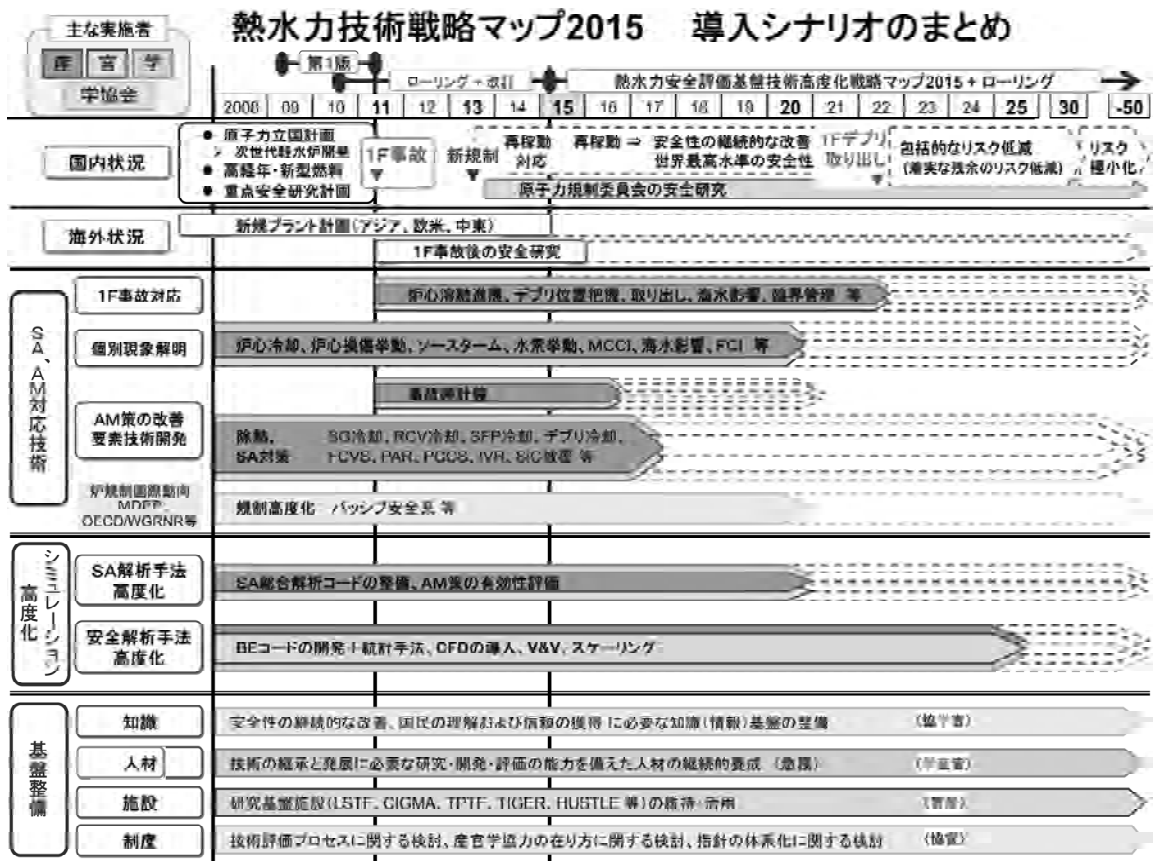 熱水力技術戦略マップ2015 導入シナリオのまとめ
主な実施者
産 官 学
学協会
第1版
ローリング+改訂
熱水力安全評価基盤技術高度化戦略マップ2015+ローリング
2008 09 10 11 12 13 14 15 16 17 18 19 20 21 22 23 24 25 30 -50
国内状況
● 原子力立国計画
次世代軽水炉開発
● 高経年・新型燃料
● 重点安全研究計画
1F事故
新規制
再稼動
対応
再稼動 ⇒ 安全性の継続的な改善
世界最高水準の安全性
1Fデブリ
取り出し
包括的なリスク低減
(着実な残余のリスク低減)
リスク
極小化
原子力規制委員会の安全研究
海外状況
新規プラント計画(アジア、欧米、中東)
1F事故後の安全研究
SA、AM対応技術
1F事故対応
炉心溶融進展、デブリ位置把握、取り出し、海水影響、臨界管理 等
個別現象解明
炉心冷却、炉心損傷挙動、ソースターム、水素挙動、MCCI、海水影響、FCI 等
事故時計装
AM策の改善
要素技術開発
除熱、 SG冷却、RCV冷却、SFP冷却、デブリ冷却、
SA対策 FCVS、PAR、PCCS、IVR、SiC被覆 等
炉規制国際動向
MDEP
OECD/WGRNR等
規制高度化 パッシブ安全系 等
シミュレーション高度化
SA解析手法
高度化
SA総合解析コードの整備、AM策の有効性評価
安全解析手法
高度化
BEコードの開発+統計手法、CFDの導入、V&V、スケーリング
基盤整備
知識
安全性の継続的な改善、国民の理解および信頼の獲得に必要な知識(情報)基盤の整備 (協学官)
人材
技術の継承と発展に必要な研究・開発・評価の能力を備えた人材の継続的養成 (急務) (学産官)
施設
研究基盤施設(LSTF、CIGMA、TPTF、TIGER、HUSTLE 等)の維持・活用
制度
技術評価プロセスに関する検討、産官学協力の在り方に関する検討、指針の体系化に関する検討 (協官)